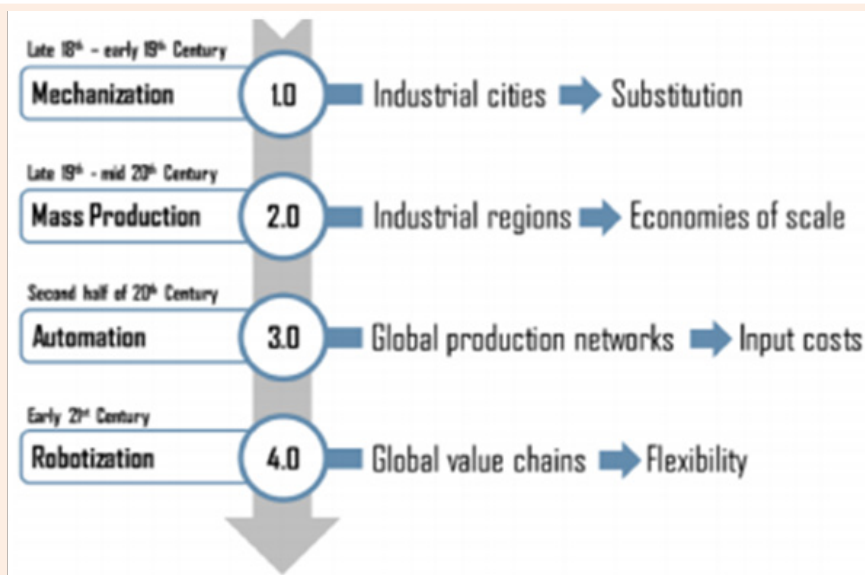 Late 18th - early 19th Century
Mechanization 1.0 Industrial cities Substitution
Late 19th - mid 20th Century
Mass Production 2.0 Industrial regions Economies of scale
Second half of 20th Century
Automation 3.0 Global production networks Input costs
Early 21st Century
Robotization 4.0 Global value chains Flexibility